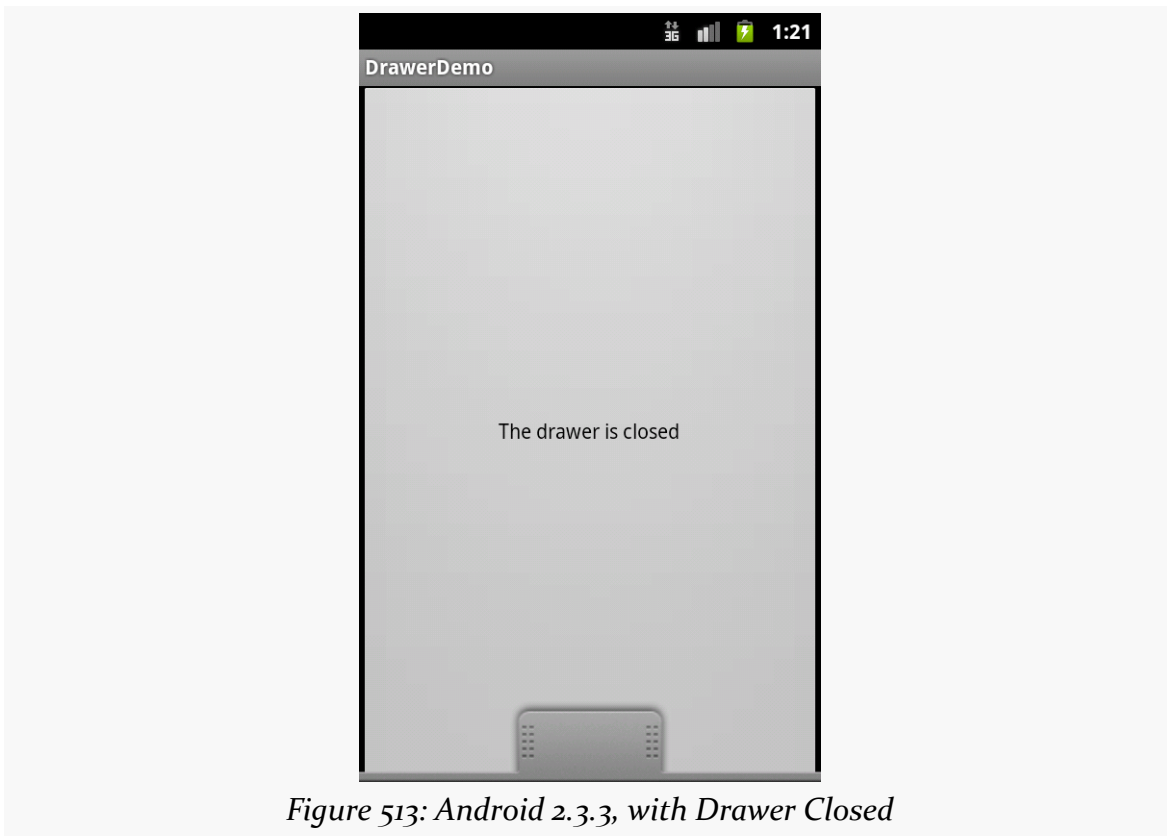 3G 1:21
DrawerDemo
The drawer is closed
Figure 513: Android 2.3.3, with Drawer Closed